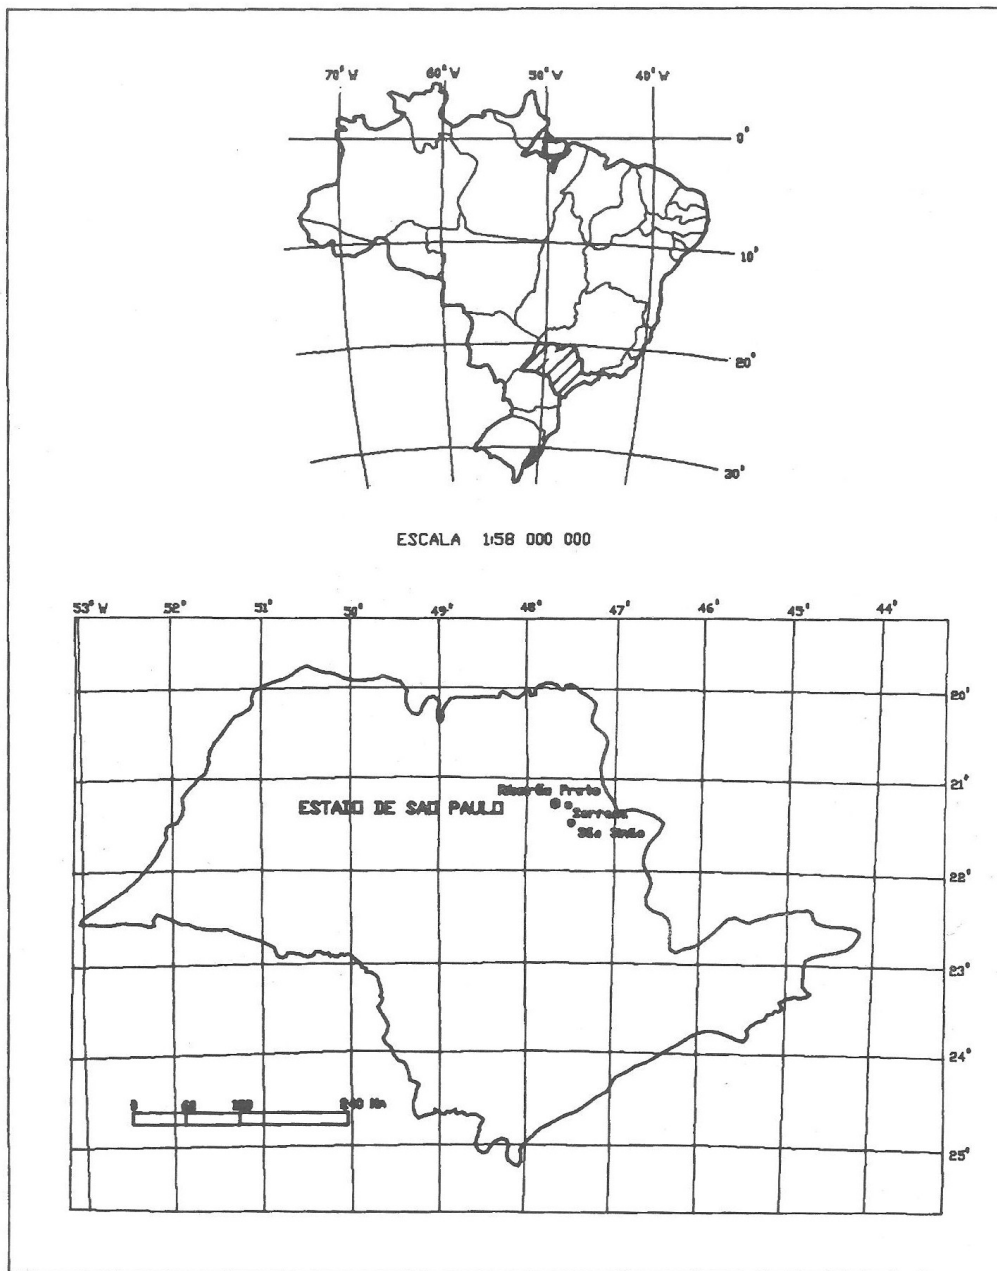 70° W 60° W 50° W 40° W
0°
10°
20°
30°
ESCALA 1:58 000 000
53° W 52° 51° 50° 49° 48° 47° 46° 45° 44°
20°
21°
Ribeirão Preto
ESTADO DE SAO PAULO
Serrana
São Simão
22°
23°
24°
0 60 120 240 Km
25°